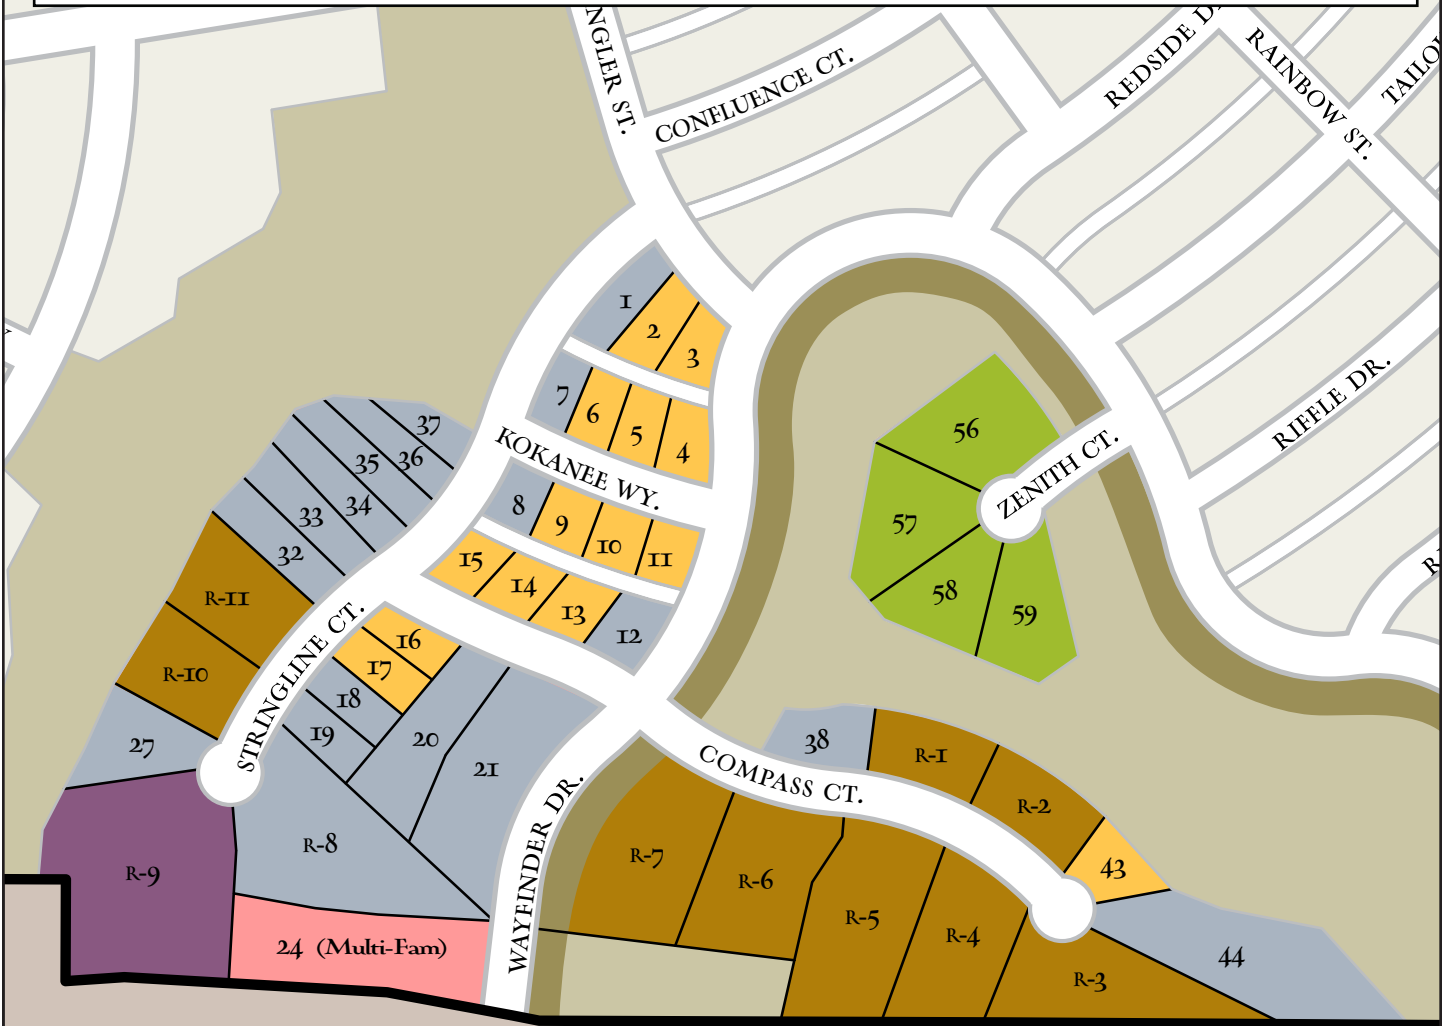 NGLER ST.
CONFLUENCE CT.
REDSIDE D
RAINBOW ST.
TAILO
RIFFLE DR.
R
1
2
3
7
6
5
4
KOKANEE WY.
8
9
10
11
15
14
13
12
37
36
35
34
33
32
R-11
R-10
27
STRINGLINE CT.
16
17
18
19
20
21
R-8
R-9
24 (Multi-Fam)
WAYFINDER DR.
56
57
58
59
ZENITH CT.
COMPASS CT.
38
R-1
R-2
43
44
R-7
R-6
R-5
R-4
R-3